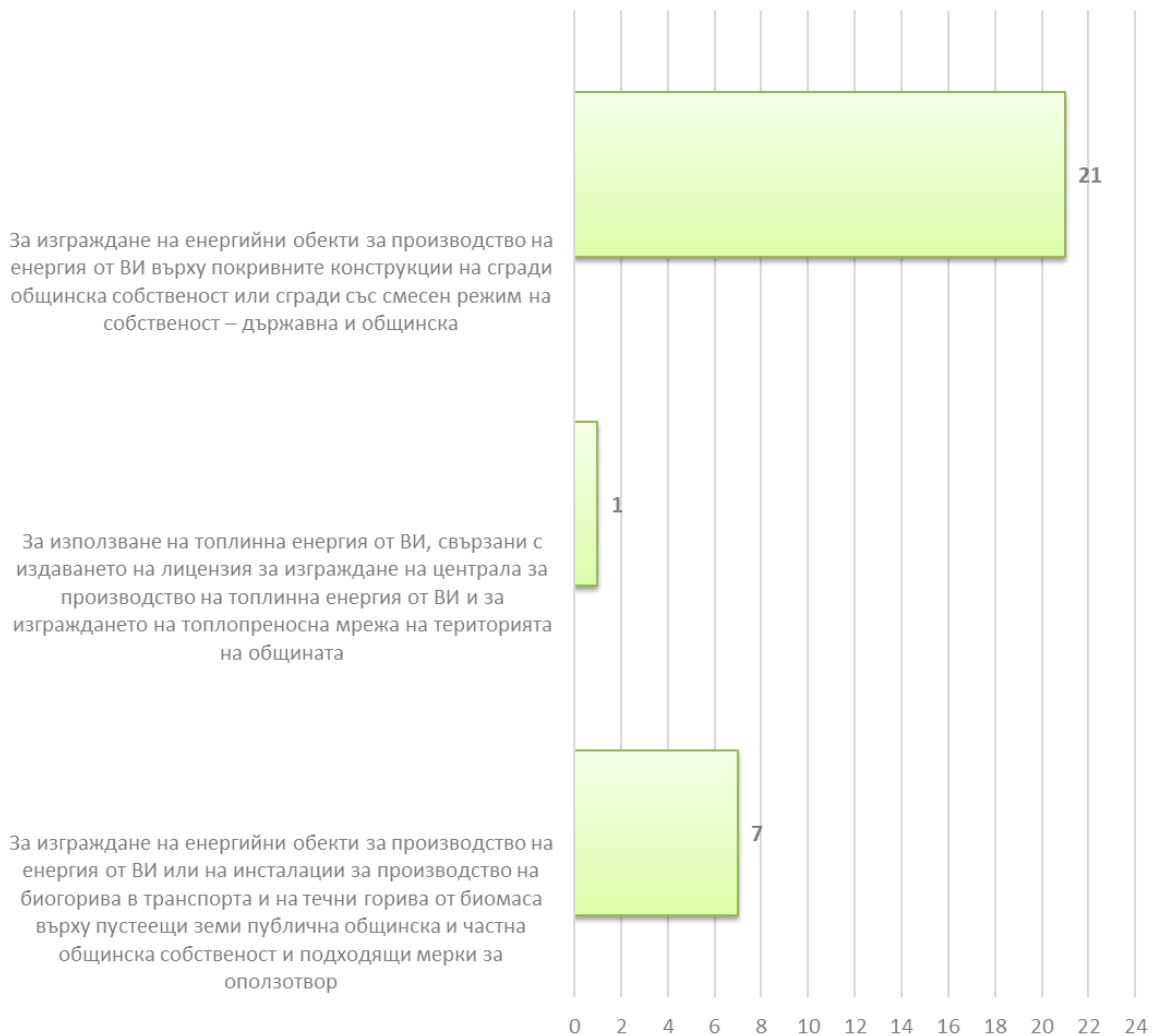 21
За изграждане на енергийни обекти за производство на
енергия от ВИ върху покривните конструкции на сгради
общинска собственост или сгради със смесен режим на
собственост – държавна и общинска
1
За използване на топлинна енергия от ВИ, свързани с
издаването на лицензия за изграждане на централа за
производство на топлинна енергия от ВИ и за
изграждането на топлопреносна мрежа на територията
на общината
7
За изграждане на енергийни обекти за производство на
енергия от ВИ или на инсталации за производство на
биогорива в транспорта и на течни горива от биомаса
върху пустеещи земи публична общинска и частна
общинска собственост и подходящи мерки за
оползотвор
0 2 4 6 8 10 12 14 16 18 20 22 24